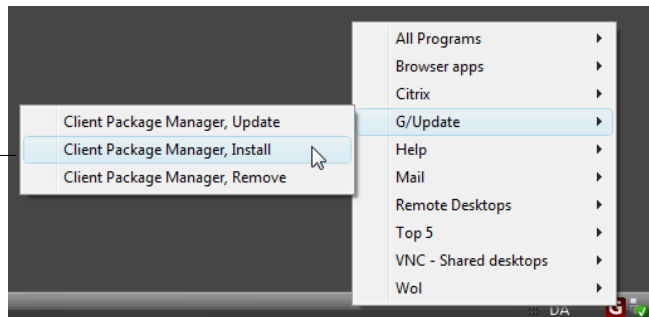 All Programs
Browser apps
Citrix
G/Update
Help
Mail
Remote Desktops
Top 5
VNC - Shared desktops
Wol
Client Package Manager, Update
Client Package Manager, Install
Client Package Manager, Remove
DA
G